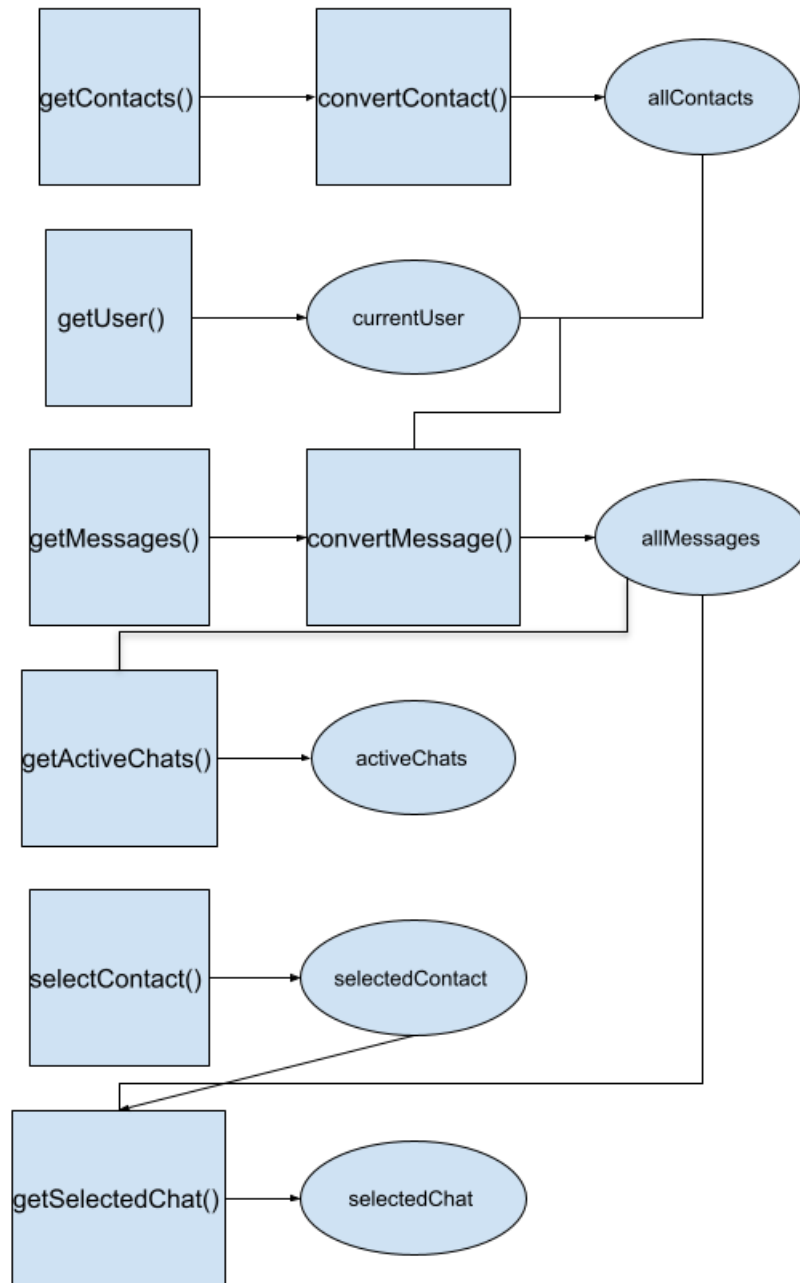 getContacts()
convertContact()
allContacts
getUser()
currentUser
getMessages()
convertMessage()
allMessages
getActiveChats()
activeChats
selectContact()
selectedContact
getSelectedChat()
selectedChat